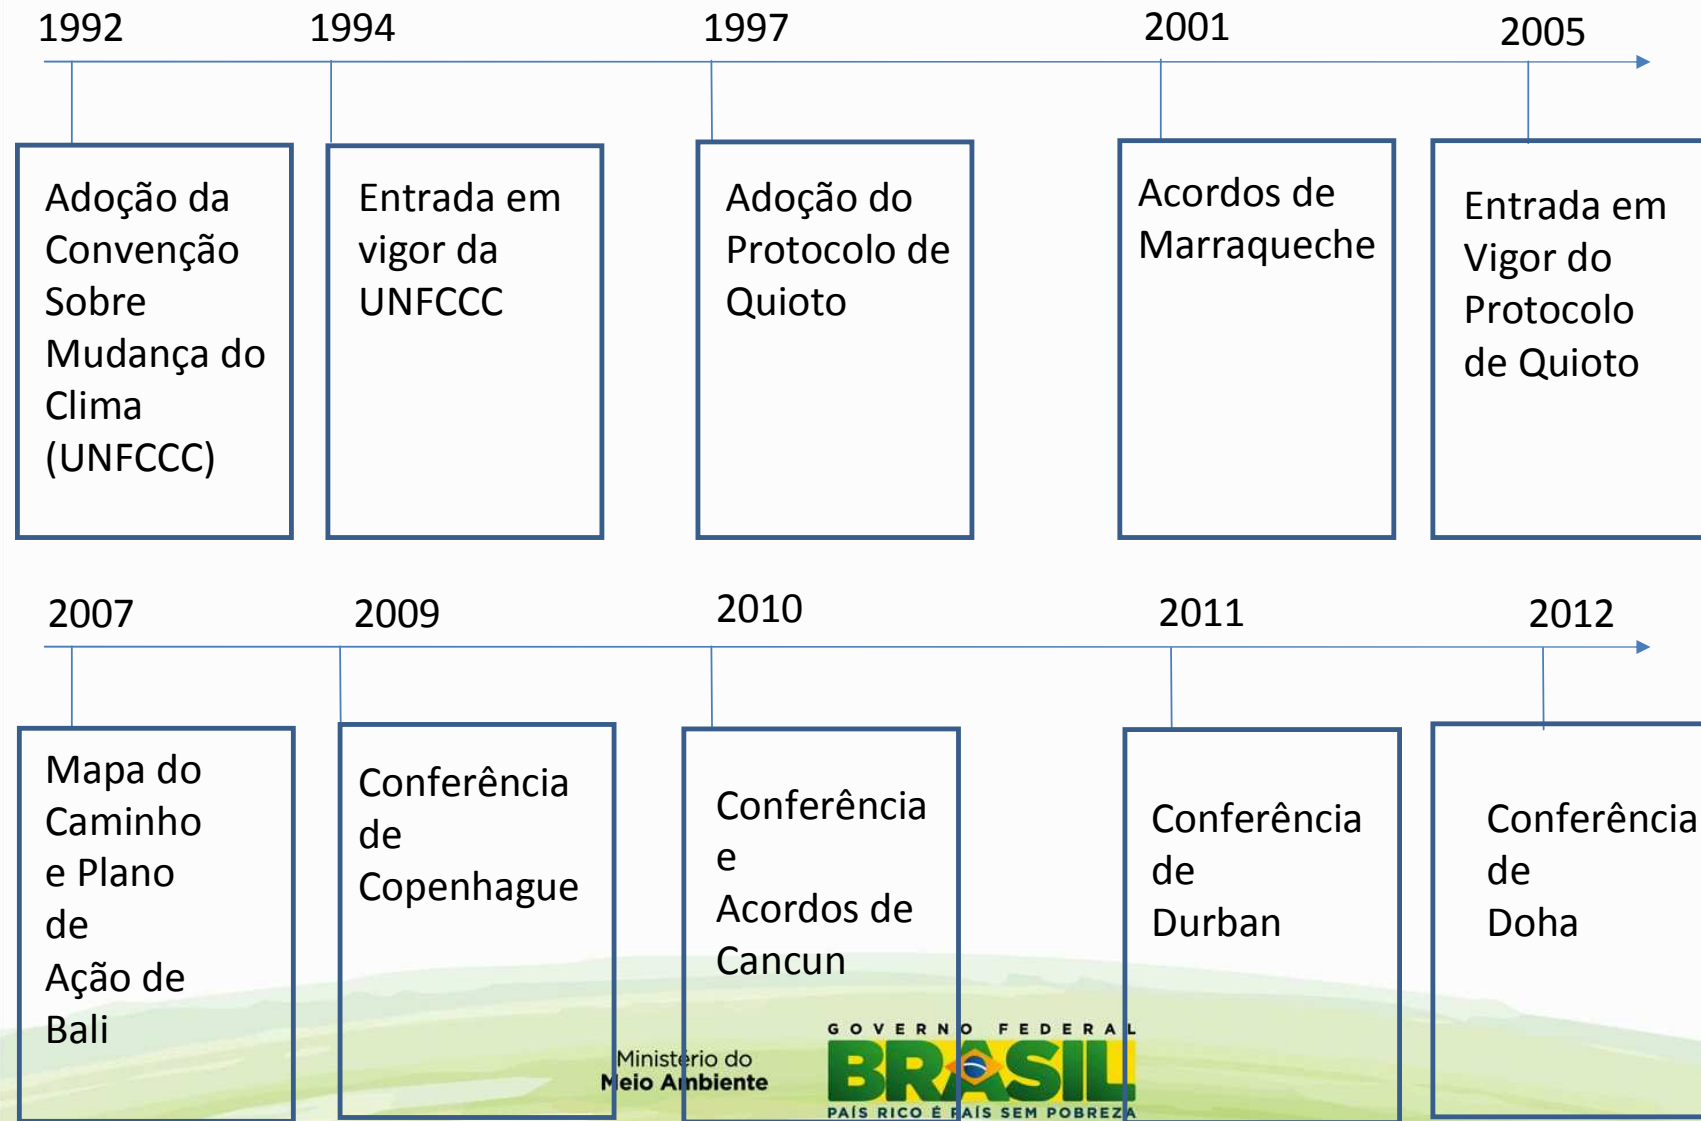 1992
1994
1997
2001
2005
Adoção da
Convenção
Sobre
Mudança do
Clima
(UNFCCC)
Entrada em
vigor da
UNFCCC
Adoção do
Protocolo de
Quioto
Acordos de
Marraqueche
Entrada em
Vigor do
Protocolo
de Quioto
2007
2009
2010
2011
2012
Mapa do
Caminho
e Plano
de
Ação de
Bali
Conferência
de
Copenhague
Conferência
e
Acordos de
Cancun
Conferência
de
Durban
Conferência
de
Doha
Ministério do
Meio Ambiente
GOVERNO FEDERAL
BRASIL
PAÍS RICO É PAÍS SEM POBREZA